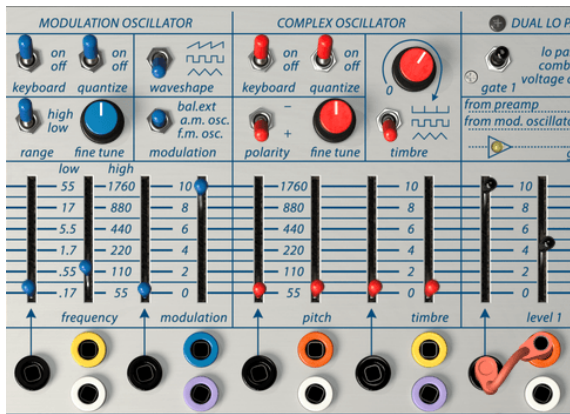 MODULATION OSCILLATOR
on
off
on
off
keyboard quantize
waveshape
high
low
bal.ext
a.m. osc.
f.m. osc.
range fine tune
modulation
low high
55 1760 10
17 880 8
5.5 440 6
1.7 220 4
.55 110 2
.17 55 0
frequency modulation
COMPLEX OSCILLATOR
on
off
on
off
0
keyboard quantize
−
+
polarity fine tune
timbre
1760 10
880 8
440 6
220 4
110 2
55 0
pitch timbre
DUAL LO P
lo pa
comb
voltage
gate 1
from preamp
from mod. oscillato
g
10
8
6
4
2
0
level 1